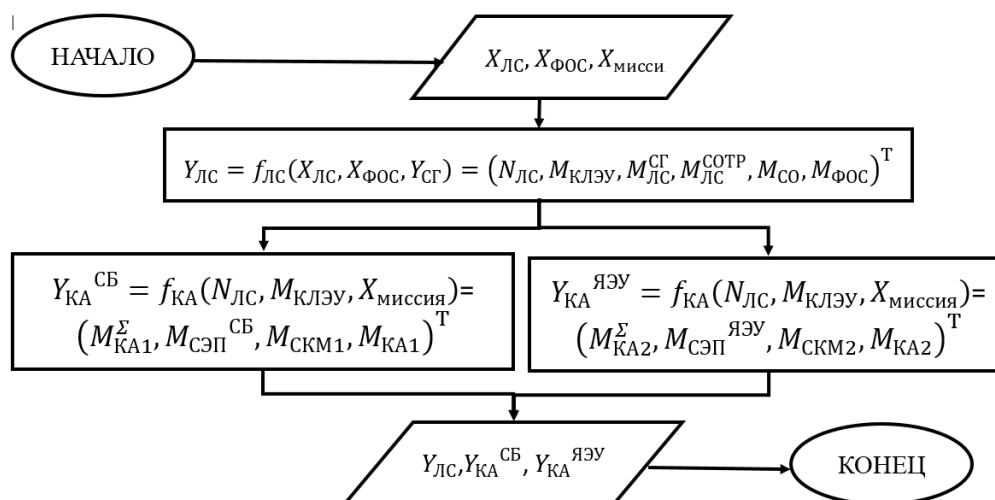 НАЧАЛО
X_ЛС, X_ФОС, X_мисси
Y_ЛС = f_ЛС(X_ЛС, X_ФОС, Y_СГ) = (N_ЛС, M_КЛЭУ, M_ЛС^СГ, M_ЛС^СОТР, M_СО, M_ФОС)^Т
Y_КА^СБ = f_КА(N_ЛС, M_КЛЭУ, X_миссия)=
(M_КА1^Σ, M_СЭП^СБ, M_СКМ1, M_КА1)^Т
Y_КА^ЯЭУ = f_КА(N_ЛС, M_КЛЭУ, X_миссия)=
(M_КА2^Σ, M_СЭП^ЯЭУ, M_СКМ2, M_КА2)^Т
Y_ЛС,Y_КА^СБ, Y_КА^ЯЭУ
КОНЕЦ